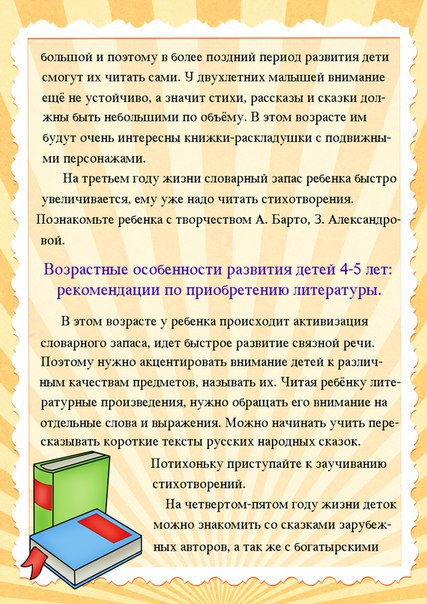 большой и поэтому в более поздний период развития дети
смогут их читать сами. У двухлетних малышей внимание
ещё не устойчиво, а значит стихи, рассказы и сказки дол-
жны быть небольшими по объёму. В этом возрасте им
будут очень интересны книжки-раскладушки с подвижны-
ми персонажами.
На третьем году жизни словарный запас ребенка быстро
увеличивается, ему уже надо читать стихотворения.
Познакомьте ребенка с творчеством А. Барто, З. Александро-
вой.
Возрастные особенности развития детей 4-5 лет:
рекомендации по приобретению литературы.
В этом возрасте у ребенка происходит активизация
словарного запаса, идет быстрое развитие связной речи.
Поэтому нужно акцентировать внимание детей к различ-
ным качествам предметов, называть их. Читая ребёнку лите-
ратурные произведения, нужно обращать его внимание на
отдельные слова и выражения. Можно начинать учить пере-
сказывать короткие тексты русских народных сказок.
Потихоньку приступайте к заучиванию
стихотворений.
На четвертом-пятом году жизни деток
можно знакомить со сказками зарубеж-
ных авторов, а так же с богатырскими